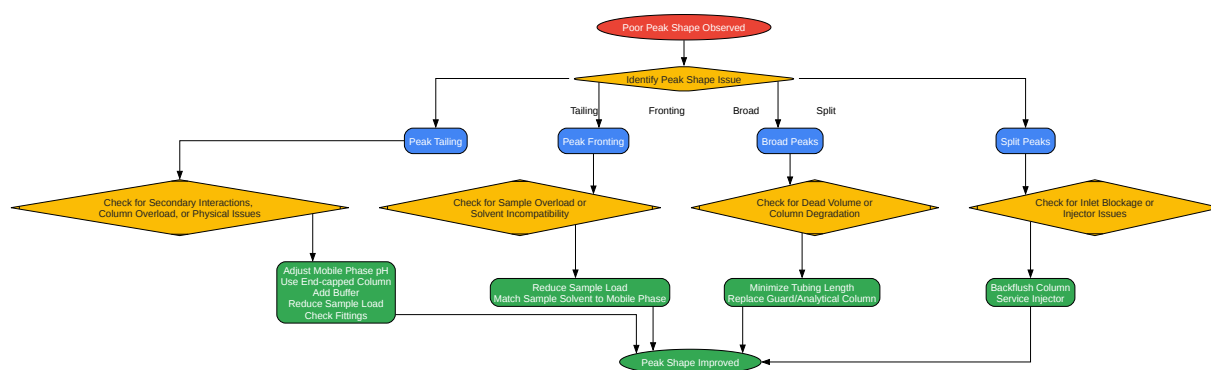 Poor Peak Shape Observed
Identify Peak Shape Issue
Tailing
Fronting
Broad
Split
Peak Tailing
Peak Fronting
Broad Peaks
Split Peaks
Check for Secondary Interactions,
Column Overload, or Physical Issues
Check for Sample Overload or
Solvent Incompatibility
Check for Dead Volume or
Column Degradation
Check for Inlet Blockage or
Injector Issues
Adjust Mobile Phase pH
Use End-capped Column
Add Buffer
Reduce Sample Load
Check Fittings
Reduce Sample Load
Match Sample Solvent to Mobile Phase
Minimize Tubing Length
Replace Guard/Analytical Column
Backflush Column
Service Injector
Peak Shape Improved